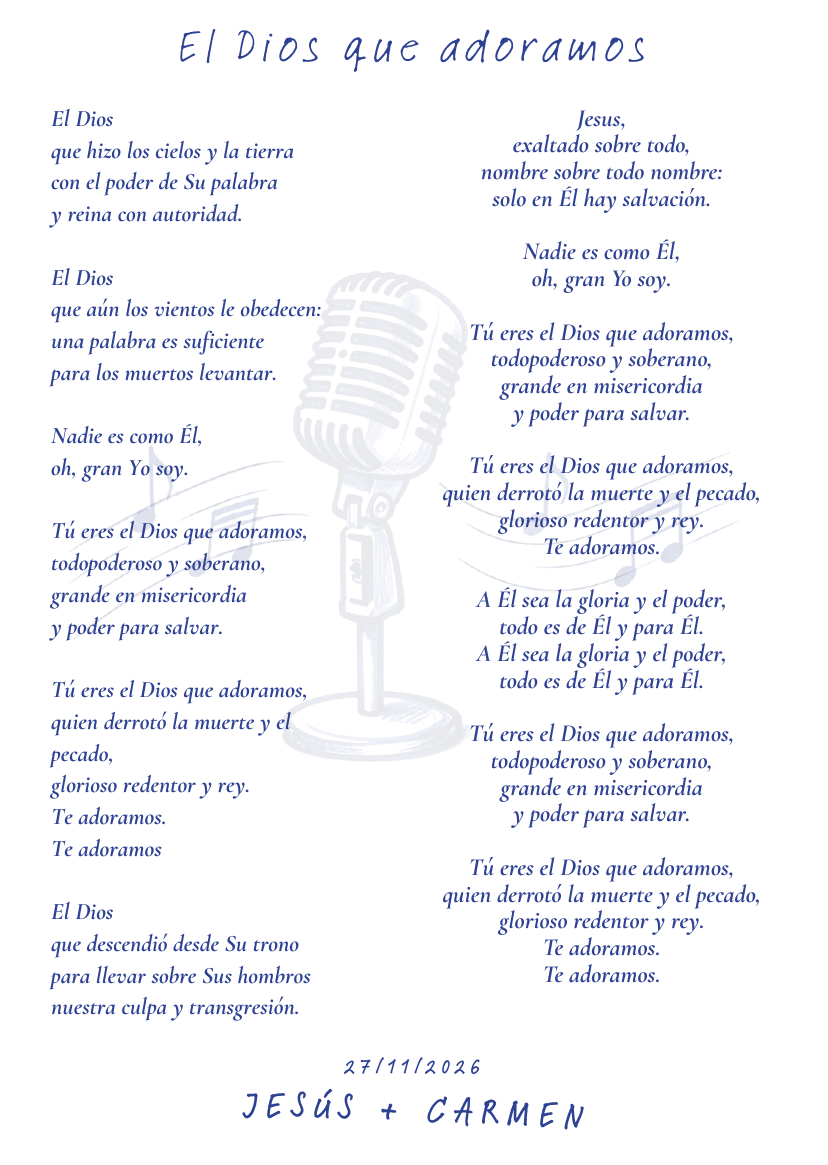 El Dios que adoramos
El Dios
que hizo los cielos y la tierra
con el poder de Su palabra
y reina con autoridad.
El Dios
que aún los vientos le obedecen:
una palabra es suficiente
para los muertos levantar.
Nadie es como Él,
oh, gran Yo soy.
Tú eres el Dios que adoramos,
todopoderoso y soberano,
grande en misericordia
y poder para salvar.
Tú eres el Dios que adoramos,
quien derrotó la muerte y el
pecado,
glorioso redentor y rey.
Te adoramos.
Te adoramos
El Dios
que descendió desde Su trono
para llevar sobre Sus hombros
nuestra culpa y transgresión.
Jesus,
exaltado sobre todo,
nombre sobre todo nombre:
solo en Él hay salvación.
Nadie es como Él,
oh, gran Yo soy.
Tú eres el Dios que adoramos,
todopoderoso y soberano,
grande en misericordia
y poder para salvar.
Tú eres el Dios que adoramos,
quien derrotó la muerte y el pecado,
glorioso redentor y rey.
Te adoramos.
A Él sea la gloria y el poder,
todo es de Él y para Él.
A Él sea la gloria y el poder,
todo es de Él y para Él.
Tú eres el Dios que adoramos,
todopoderoso y soberano,
grande en misericordia
y poder para salvar.
Tú eres el Dios que adoramos,
quien derrotó la muerte y el pecado,
glorioso redentor y rey.
Te adoramos.
Te adoramos.
27/11/2026
JESÚS + CARMEN